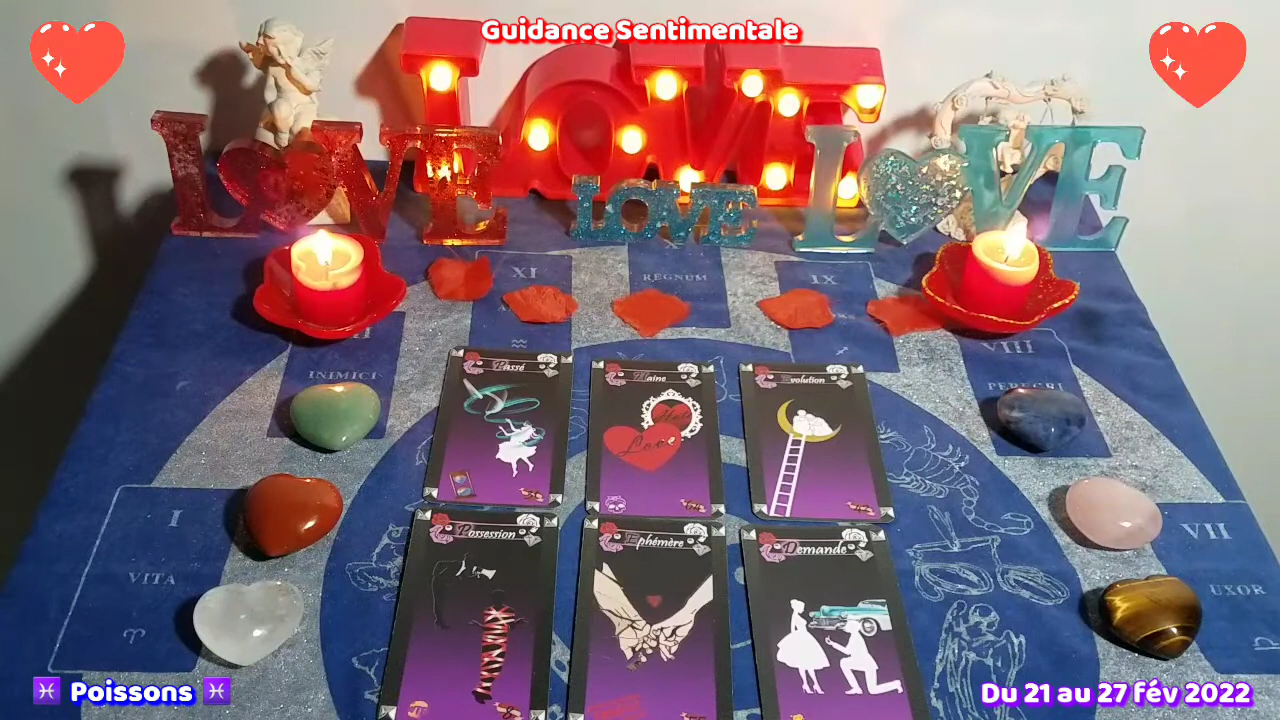 Guidance Sentimentale
LOVE
LOVE
LOVE
LOVE
XI
REGNUM
IX
VIII
INIMICI
PEREGRI
Passé
Haine
Evolution
Hate
Love
I
VITA
♈
VII
UXOR
Possession
Ephémère
Demande
♓ Poissons ♓
Du 21 au 27 fév 2022